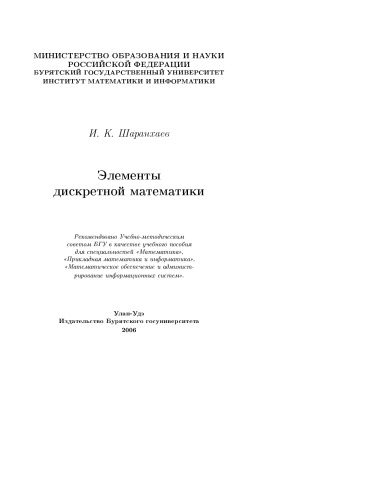 МИНИСТЕРСТВО ОБРАЗОВАНИЯ И НАУКИ
РОССИЙСКОЙ ФЕДЕРАЦИИ
БУРЯТСКИЙ ГОСУДАРСТВЕННЫЙ УНИВЕРСИТЕТ
ИНСТИТУТ МАТЕМАТИКИ И ИНФОРМАТИКИ
И. К. Шаранхаев
Элементы
дискретной математики
Рекомендовано Учебно-методическим
советом БГУ в качестве учебного пособия
для специальностей «Математика»,
«Прикладная математика и информатика»,
«Математическое обеспечение и админист-
рирование информационных систем».
Улан-Удэ
Издательство Бурятского госуниверситета
2006